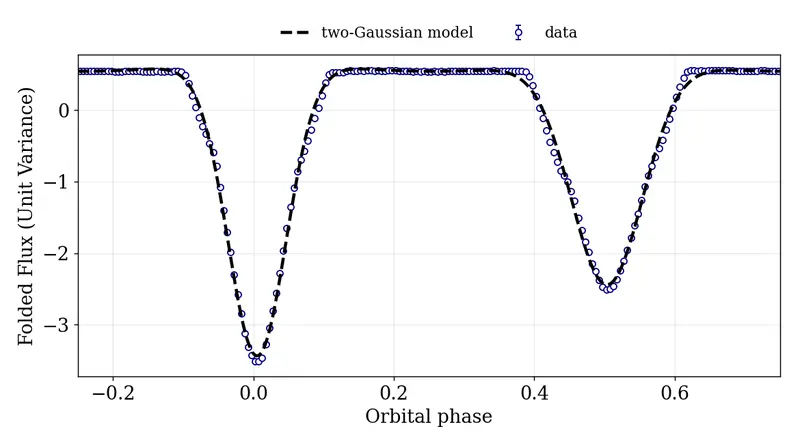 two-Gaussian model
data
Folded Flux (Unit Variance)
0
−1
−2
−3
−0.2
0.0
0.2
0.4
0.6
Orbital phase